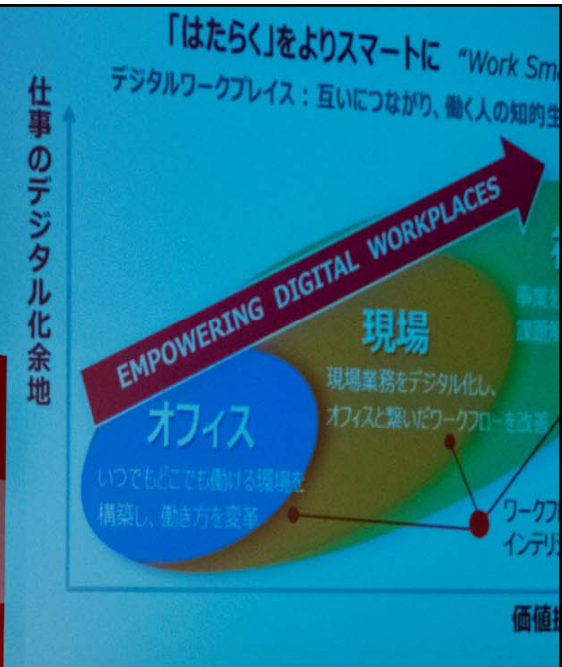 「はたらく」をよりスマートに "Work
デジタルワークプレイス：互いにつながり、働く人の知的
仕事のデジタル化余地
EMPOWERING DIGITAL WORKPLACES
現場
現場業務をデジタル化し、
オフィスと繋いだワークフローを改善
オフィス
いつでもどこでも働ける環境を
構築し、働き方を変革
事業を
課題
ワークフ
インテリ
価値